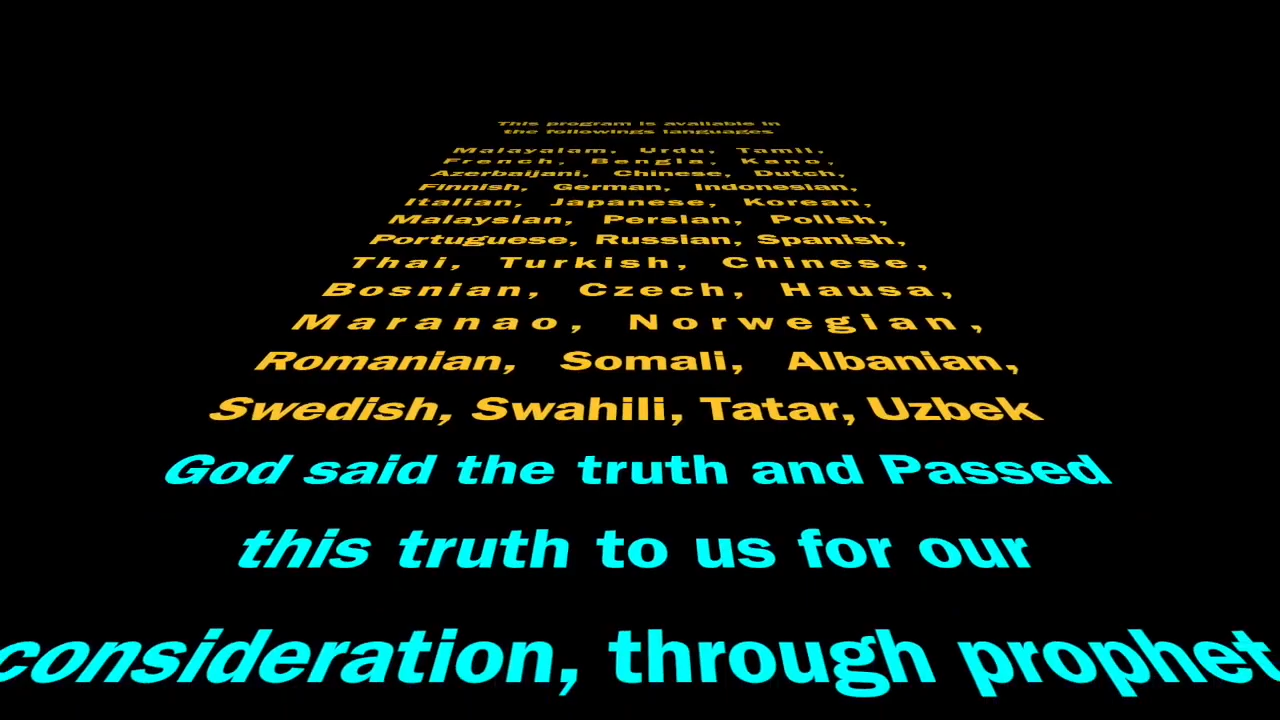 This program is available in
the followings languages
Malayalam, Urdu, Tamil,
French, Bengla, Kano,
Azerbaijani, Chinese, Dutch,
Finnish, German, Indonesian,
Italian, Japanese, Korean,
Malaysian, Persian, Polish,
Portuguese, Russian, Spanish,
Thai, Turkish, Chinese,
Bosnian, Czech, Hausa,
Maranao, Norwegian,
Romanian, Somali, Albanian,
Swedish, Swahili, Tatar, Uzbek
God said the truth and Passed
this truth to us for our
consideration, through prophet